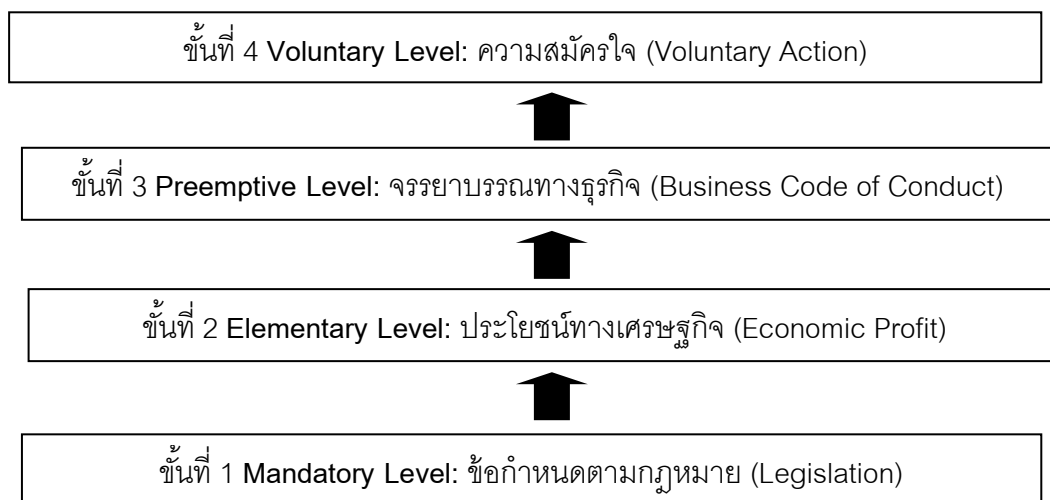 ขั้นที่ 4 Voluntary Level: ความสมัครใจ (Voluntary Action)
ขั้นที่ 3 Preemptive Level: จรรยาบรรณทางธุรกิจ (Business Code of Conduct)
ขั้นที่ 2 Elementary Level: ประโยชน์ทางเศรษฐกิจ (Economic Profit)
ขั้นที่ 1 Mandatory Level: ข้อกำหนดตามกฎหมาย (Legislation)